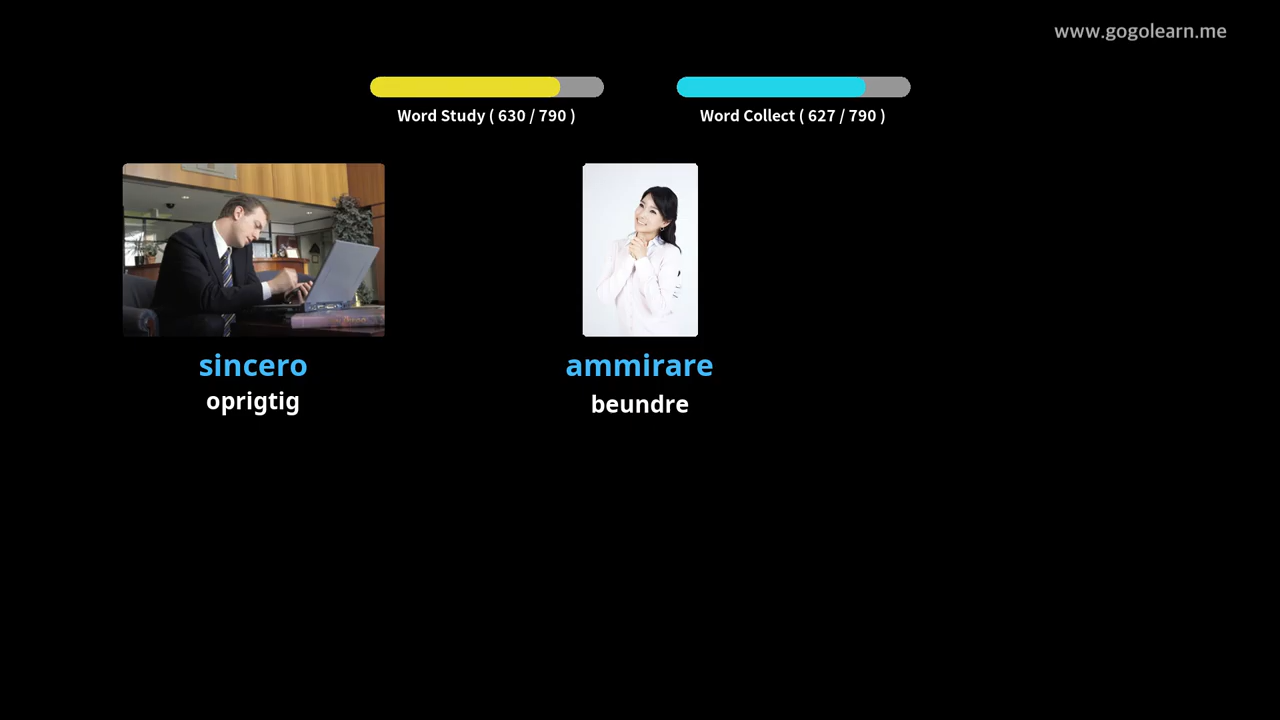 www.gogolearn.me
Word Study ( 630 / 790 )
Word Collect ( 627 / 790 )
sincero
oprigtig
ammirare
beundre